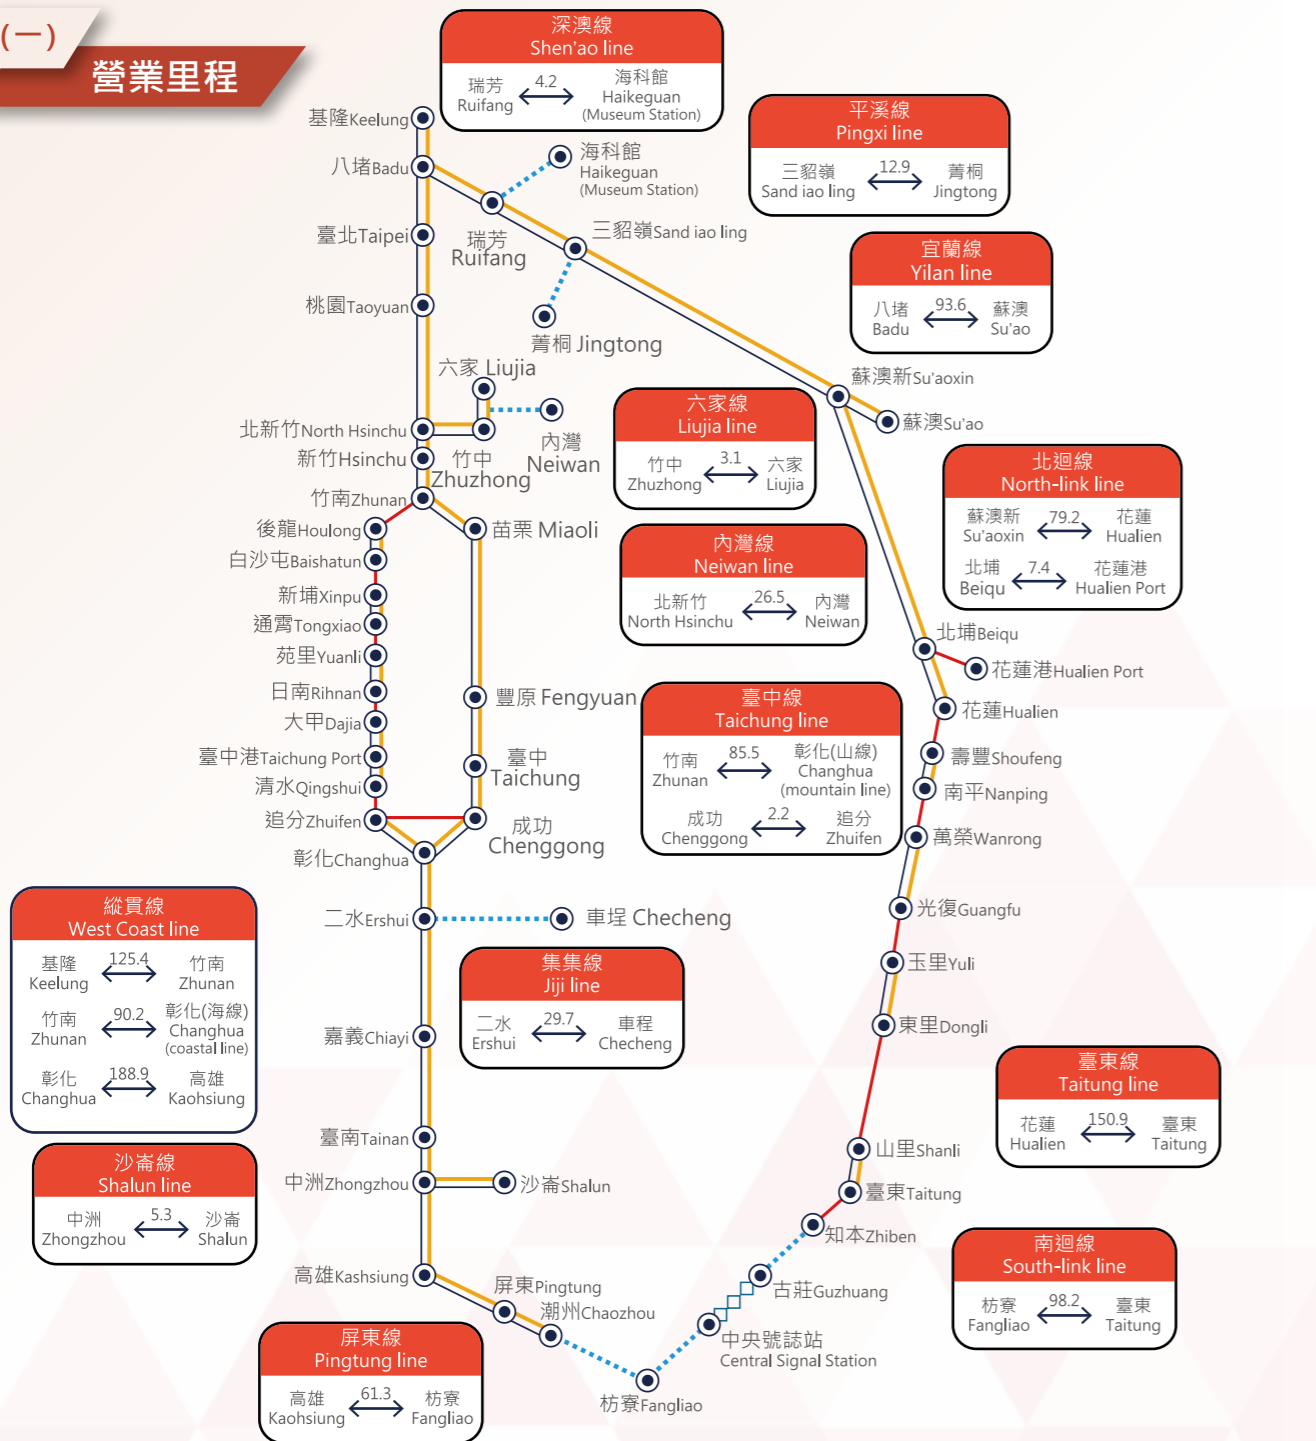 (一)
營業里程
深澳線
Shen'ao line
瑞芳 4.2 海科館
Ruifang Haikeguan
(Museum Station)
平溪線
Pingxi line
三貂嶺 12.9 菁桐
Sand iao ling Jingtong
宜蘭線
Yilan line
八堵 93.6 蘇澳
Badu Su'ao
六家線
Liujia line
竹中 3.1 六家
Zhuzhong Liujia
北迴線
North-link line
蘇澳新 79.2 花蓮
Su'aoxin Hualien
北埔 7.4 花蓮港
Beiqu Hualien Port
內灣線
Neiwan line
北新竹 26.5 內灣
North Hsinchu Neiwan
臺中線
Taichung line
竹南 85.5 彰化(山線)
Zhunan Changhua
(mountain line)
成功 2.2 追分
Chenggong Zhuifen
縱貫線
West Coast line
基隆 125.4 竹南
Keelung Zhunan
竹南 90.2 彰化(海線)
Zhunan Changhua
(coastal line)
彰化 188.9 高雄
Changhua Kaohsiung
集集線
Jiji line
二水 29.7 車程
Ershui Checheng
臺東線
Taitung line
花蓮 150.9 臺東
Hualien Taitung
沙崙線
Shalun line
中洲 5.3 沙崙
Zhongzhou Shalun
南迴線
South-link line
枋寮 98.2 臺東
Fangliao Taitung
屏東線
Pingtung line
高雄 61.3 枋寮
Kaohsiung Fangliao
基隆Keelung
八堵Badu
海科館
Haikeguan
(Museum Station)
臺北Taipei
瑞芳
Ruifang
三貂嶺Sand iao ling
桃園Taoyuan
菁桐 Jingtong
六家 Liujia
蘇澳新Su'aoxin
蘇澳Su'ao
北新竹North Hsinchu
內灣
Neiwan
新竹Hsinchu
竹中
Zhuzhong
竹南Zhunan
後龍Houlong
苗栗 Miaoli
白沙屯Baishatun
新埔Xinpu
通霄Tongxiao
苑里Yuanli
日南Rihnan
大甲Dajia
臺中港Taichung Port
清水Qingshui
追分Zhuifen
豐原 Fengyuan
臺中
Taichung
成功
Chenggong
彰化Changhua
北埔Beiqu
花蓮港Hualien Port
花蓮Hualien
壽豐Shoufeng
南平Nanping
萬榮Wanrong
光復Guangfu
玉里Yuli
東里Dongli
二水Ershui
車埕 Checheng
嘉義Chiayi
臺南Tainan
中洲Zhongzhou
沙崙Shalun
山里Shanli
臺東Taitung
知本Zhiben
古莊Guzhuang
中央號誌站
Central Signal Station
高雄Kashsiung
屏東Pingtung
潮州Chaozhou
枋寮Fangliao